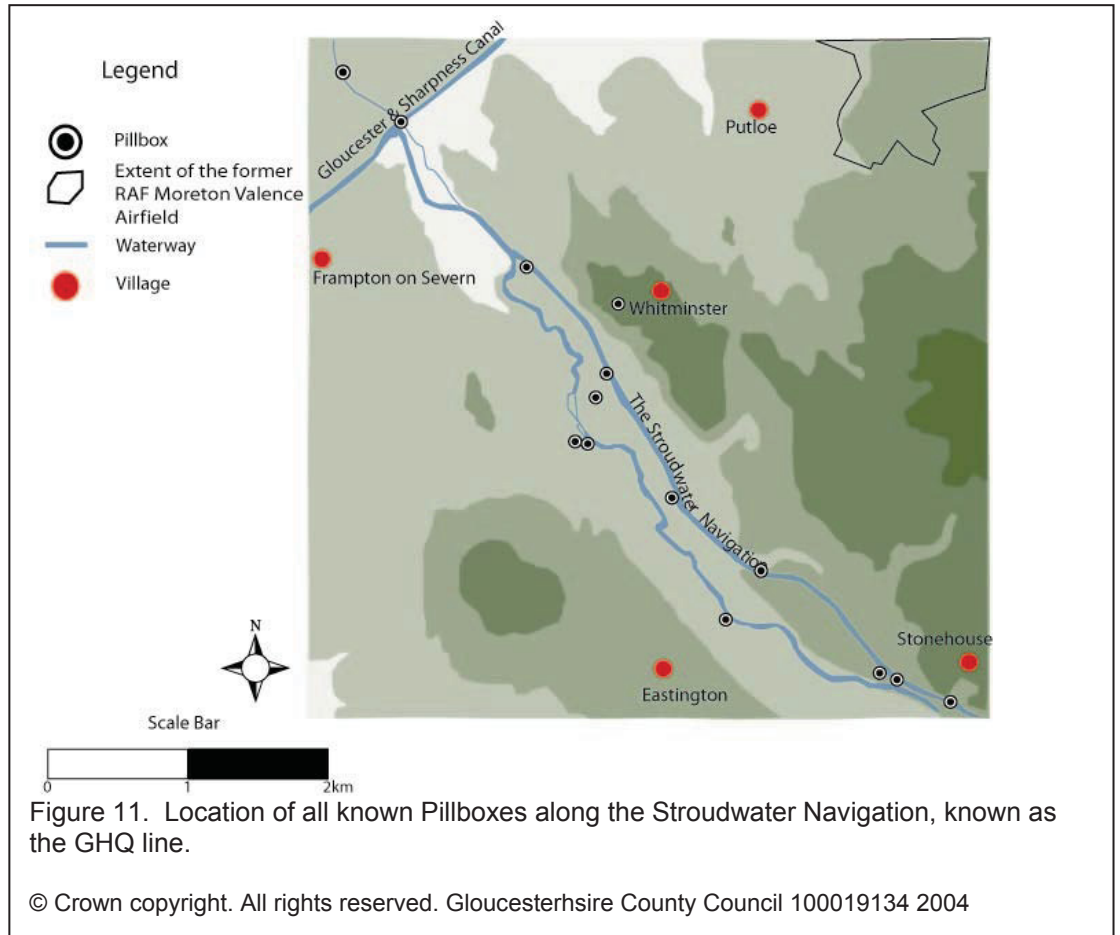 Legend
Pillbox
Extent of the former
RAF Moreton Valence
Airfield
Waterway
Village
Gloucester & Sharpness Canal
Putloe
Frampton on Severn
Whitminster
The Stroudwater Navigation
Stonehouse
Eastington
N
Scale Bar
0 1 2km
Figure 11. Location of all known Pillboxes along the Stroudwater Navigation, known as
the GHQ line.
© Crown copyright. All rights reserved. Gloucesterhsire County Council 100019134 2004